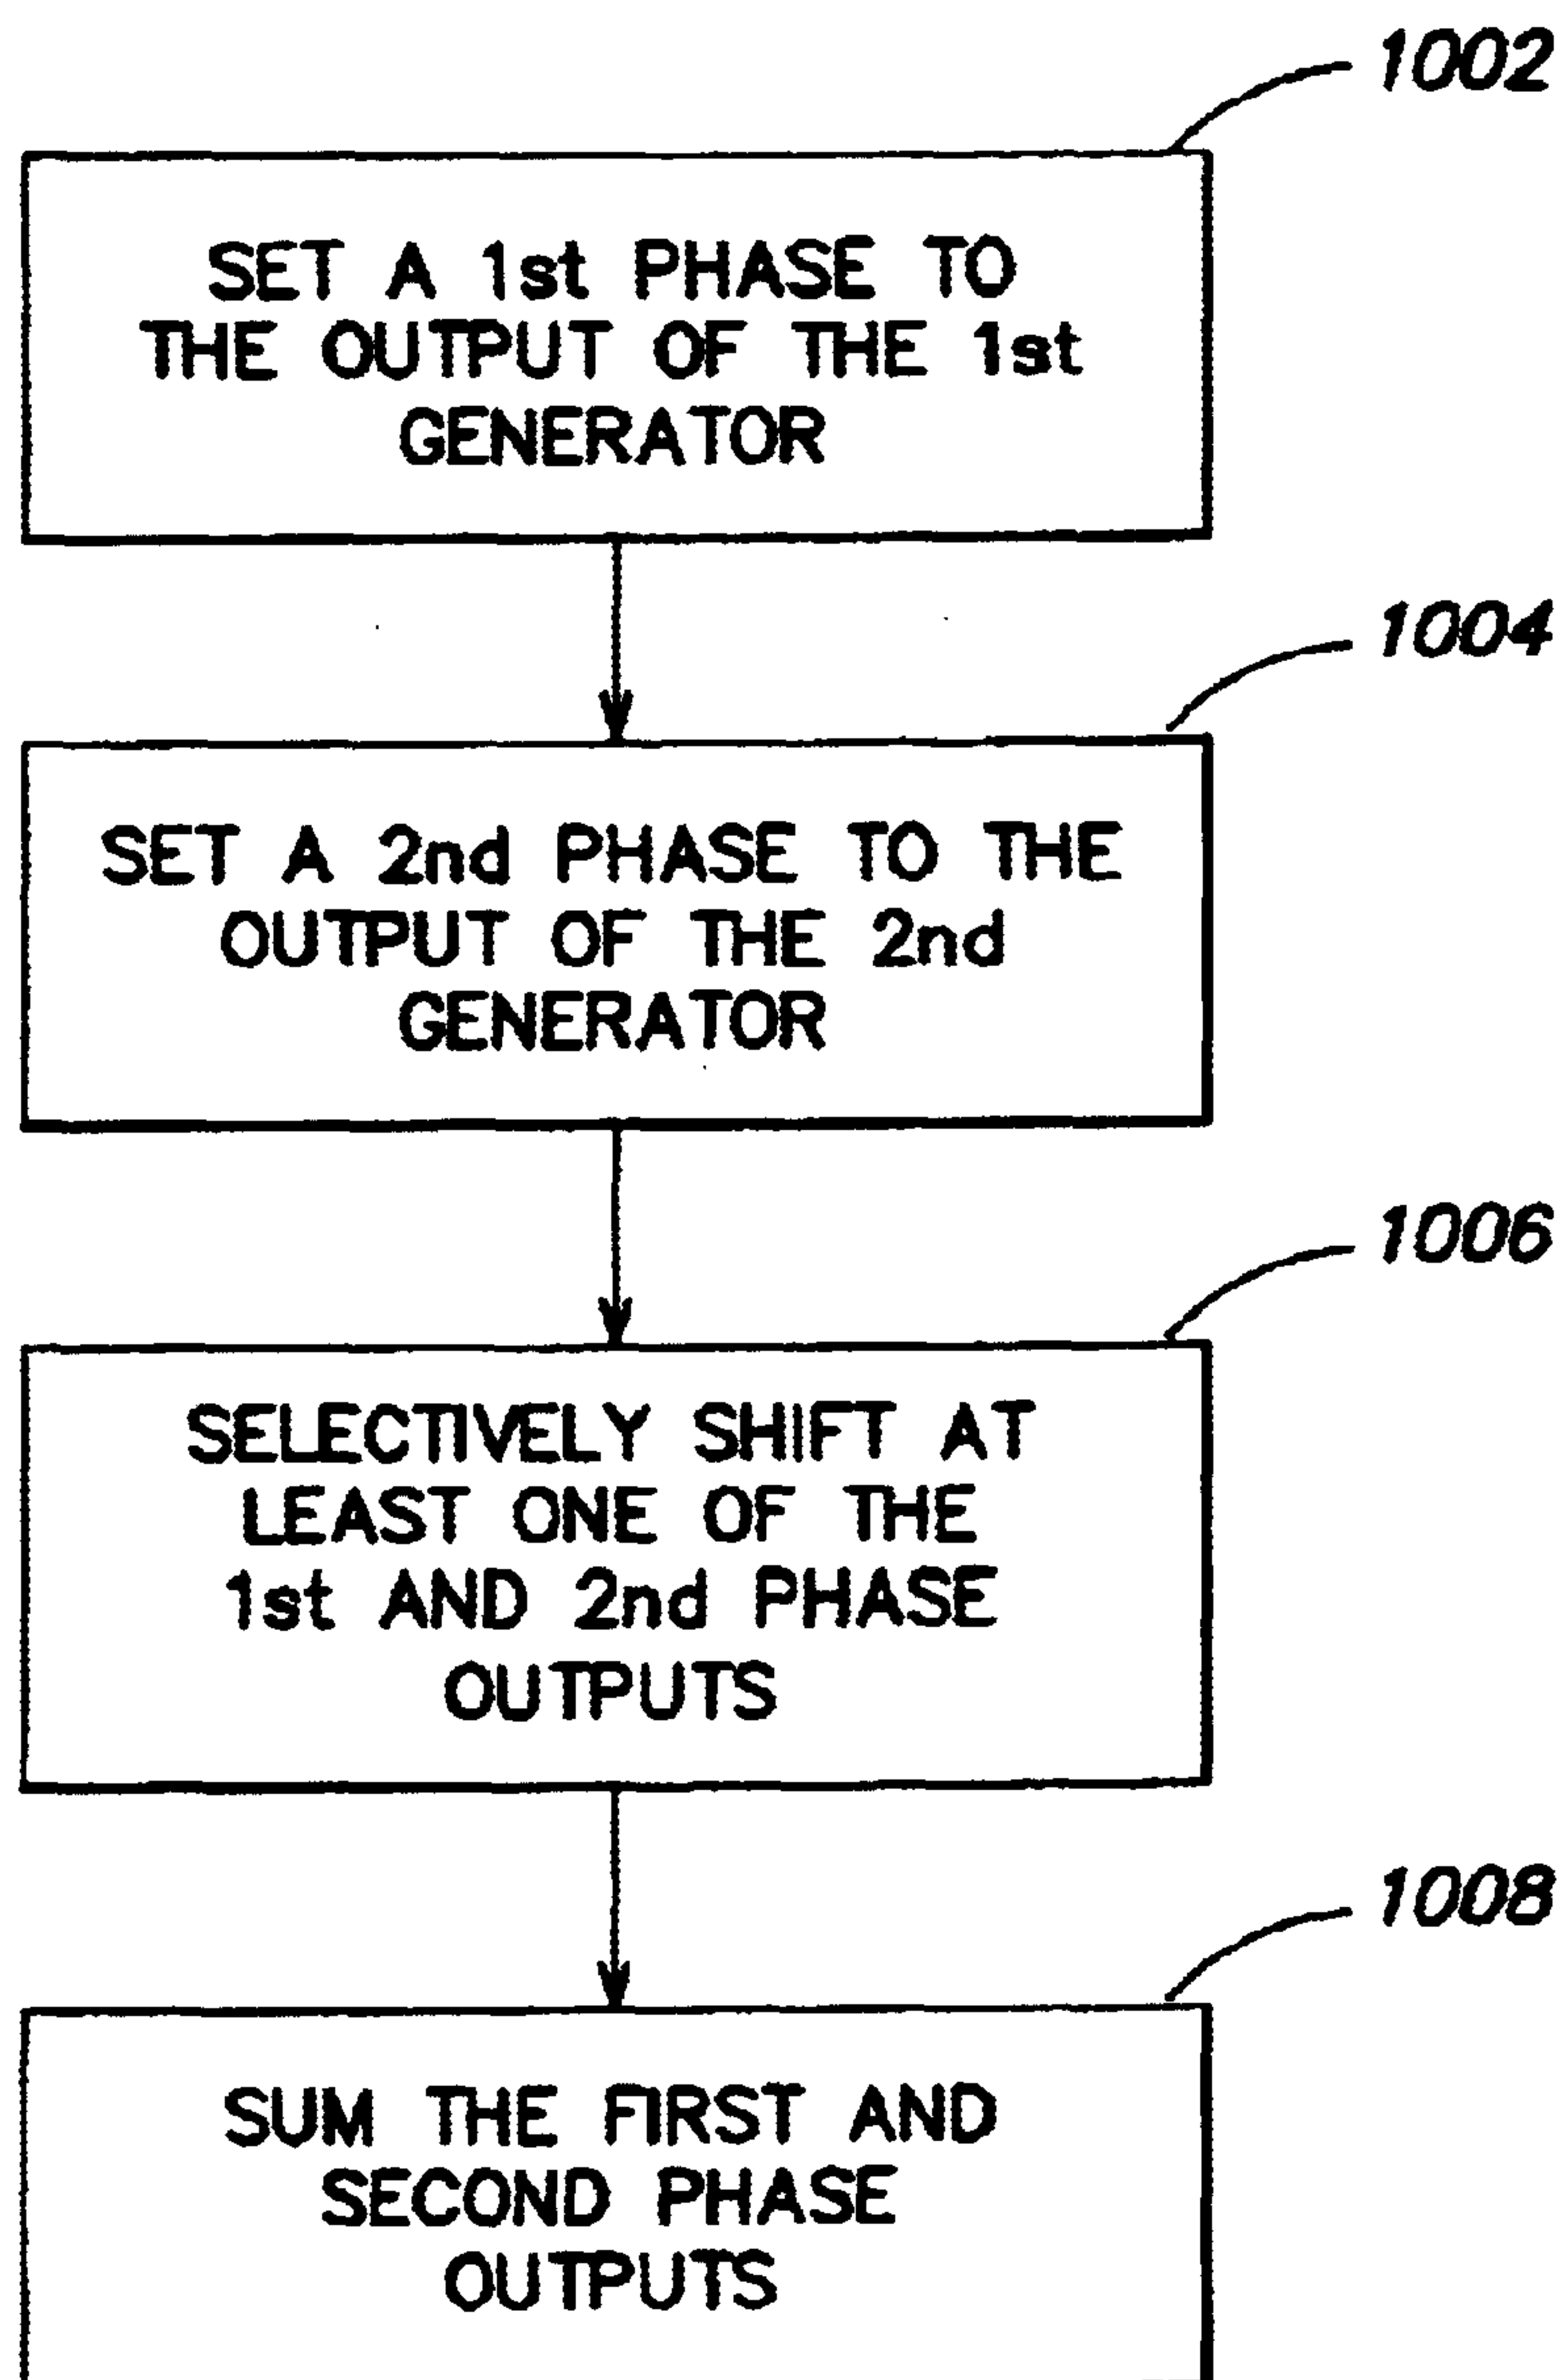 1002
SET A 1st PHASE TO
THE OUTPUT OF THE 1st
GENERATOR
1004
SET A 2nd PHASE TO THE
OUTPUT OF THE 2nd
GENERATOR
1006
SELECTIVELY SHIFT AT
LEAST ONE OF THE
1st AND 2nd PHASE
OUTPUTS
1008
SUM THE FIRST AND
SECOND PHASE
OUTPUTS